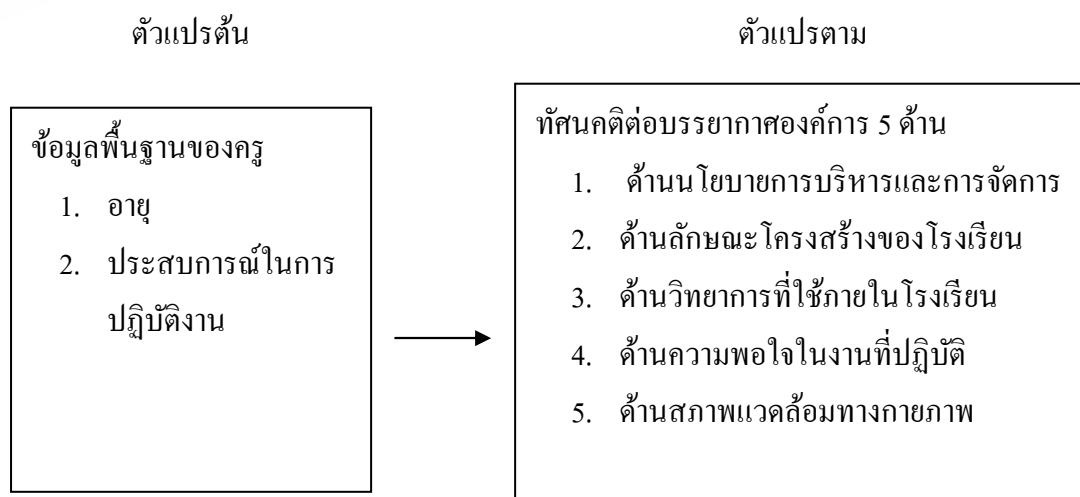 ตัวแปรต้น
ตัวแปรตาม
ข้อมูลพื้นฐานของครู
1. อายุ
2. ประสบการณ์ในการ
ปฏิบัติงาน
ทัศนคติต่อบรรยากาศองค์การ 5 ด้าน
1. ด้านนโยบายการบริหารและการจัดการ
2. ด้านลักษณะโครงสร้างของโรงเรียน
3. ด้านวิทยาการที่ใช้ภายในโรงเรียน
4. ด้านความพอใจในงานที่ปฏิบัติ
5. ด้านสภาพแวดล้อมทางกายภาพ